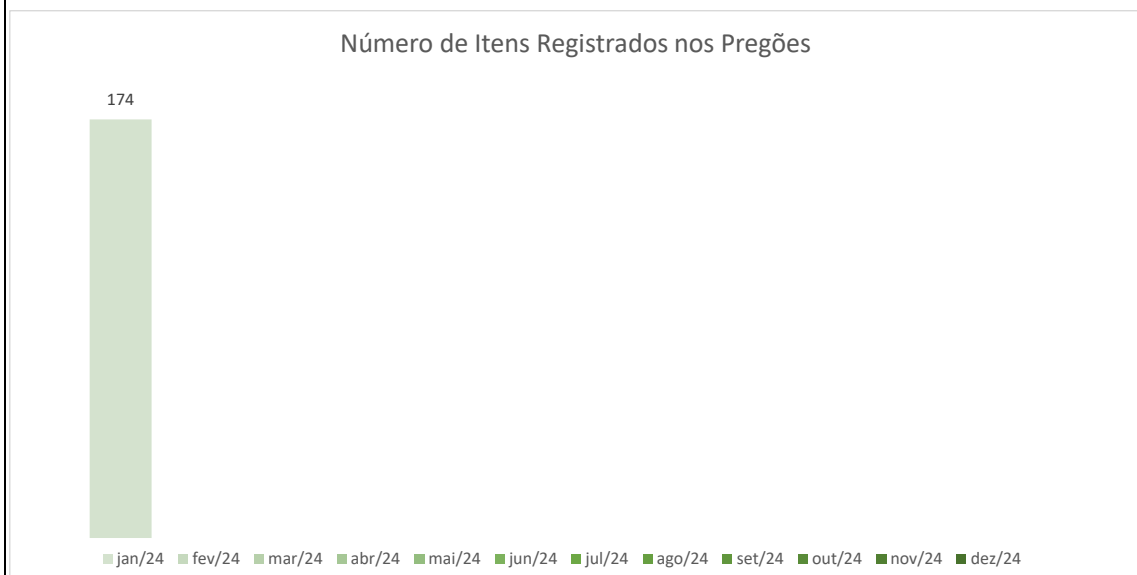 Número de Itens Registrados nos Pregões
174
jan/24 fev/24 mar/24 abr/24 mai/24 jun/24 jul/24 ago/24 set/24 out/24 nov/24 dez/24